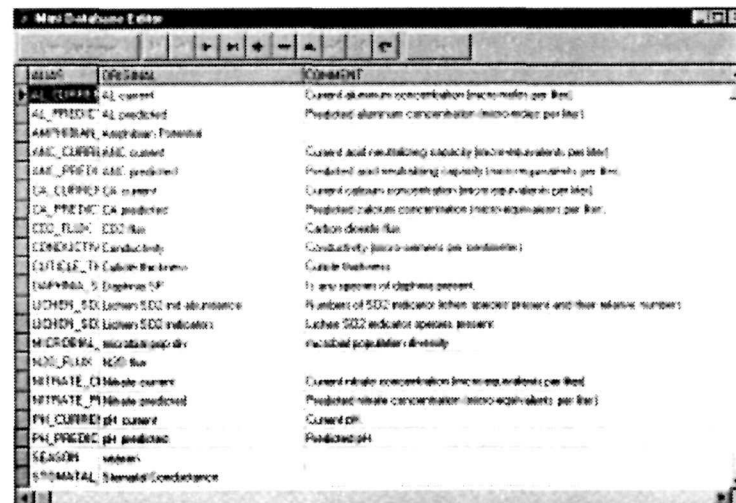 Mini Database Editor
ALIAS ORIGINAL COMMENT
AL_CURREN AL current Current aluminum concentration (micro-moles per liter)
AL_PREDIC AL predicted Predicted aluminum concentration (micro-moles per liter)
AMPHIBIAN_ Amphibian Potential
ANC_CURRE ANC current Current acid neutralizing capacity (micro-equivalents per liter)
ANC_PREDI ANC predicted Predicted acid neutralizing capacity (micro-equivalents per liter)
CA_CURREN CA current Current calcium concentration (micro-equivalents per liter)
CA_PREDIC CA predicted Predicted calcium concentration (micro-equivalents per liter)
CO2_FLUX CO2 flux Carbon dioxide flux
CONDUCTIV Conductivity Conductivity (micro-siemens per centimeter)
CUTICLE_TH Cuticle thickness Cuticle thickness
DAPHNIA_S Daphnia SP Is any species of daphnia present
LICHEN_SO2 Lichen SO2 ind abundance Numbers of SO2 indicator lichen species present and their relative numbers
LICHEN_SO2 Lichen SO2 indicators Lichen SO2 indicator species present
MICROBIAL_ microbial pop div microbial population diversity
N2O_FLUX N2O flux
NITRATE_C Nitrate current Current nitrate concentration (micro-equivalents per liter)
NITRATE_P Nitrate predicted Predicted nitrate concentration (micro-equivalents per liter)
PH_CURREN pH current Current pH
PH_PREDIC pH predicted Predicted pH
SEASON season
STOMATAL_ Stomatal Conductance